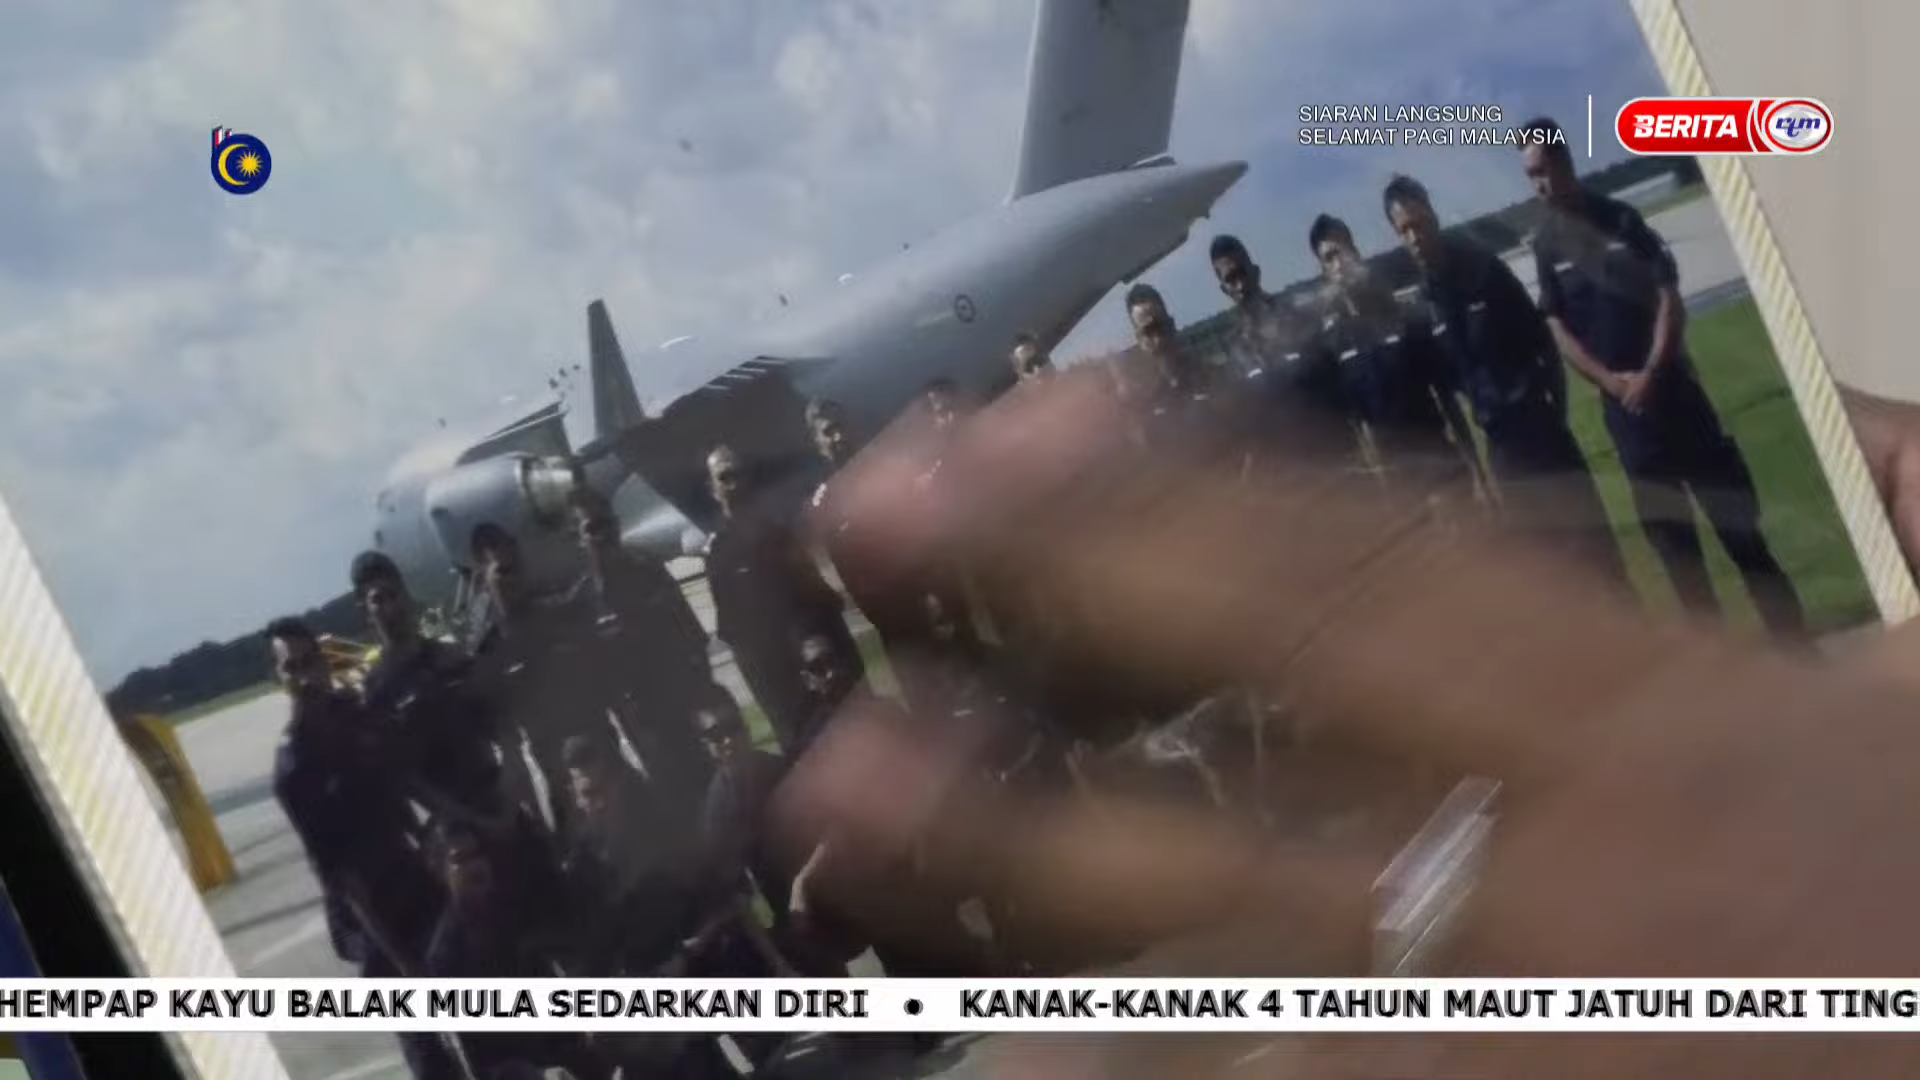 SIARAN LANGSUNG
SELAMAT PAGI MALAYSIA
BERITA rtm
HEMPAP KAYU BALAK MULA SEDARKAN DIRI • KANAK-KANAK 4 TAHUN MAUT JATUH DARI TING